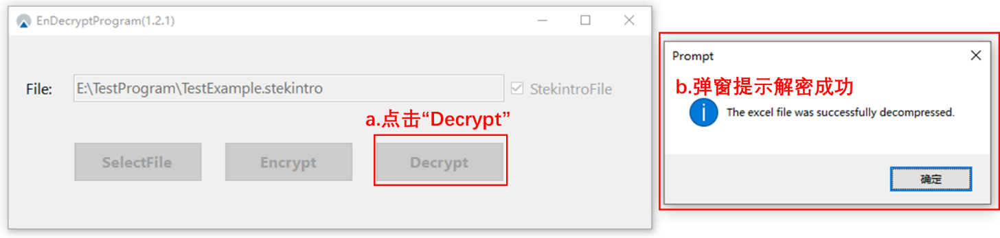 EnDecryptProgram(1.2.1)
File:
E:\TestProgram\TestExample.stekintro
StekintroFile
a.点击“Decrypt”
SelectFile
Encrypt
Decrypt
Prompt
b.弹窗提示解密成功
The excel file was successfully decompressed.
确定